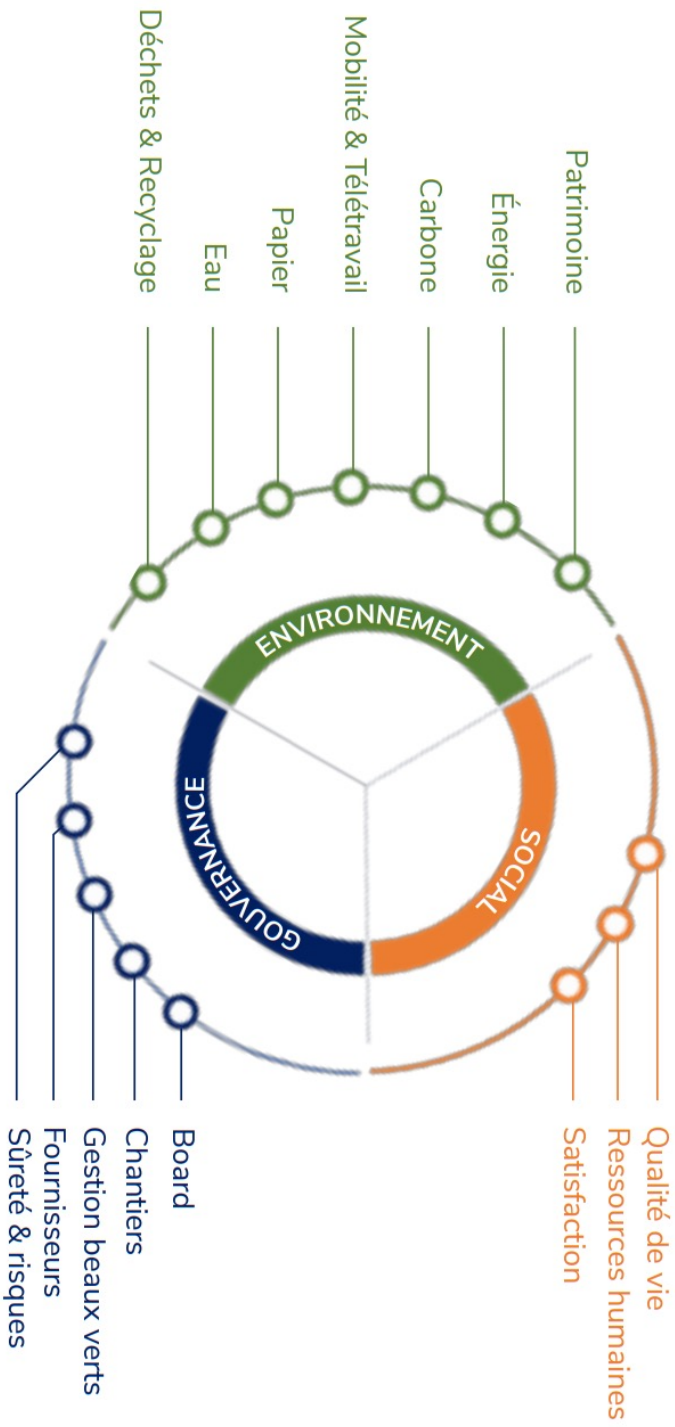 Patrimoine
Énergie
Carbone
Mobilité & Télétravail
Papier
Eau
Déchets & Recyclage
ENVIRONNEMENT
SOCIAL
GOUVERNANCE
Qualité de vie
Ressources humaines
Satisfaction
Board
Chantiers
Gestion beaux verts
Fournisseurs
Sûreté & risques